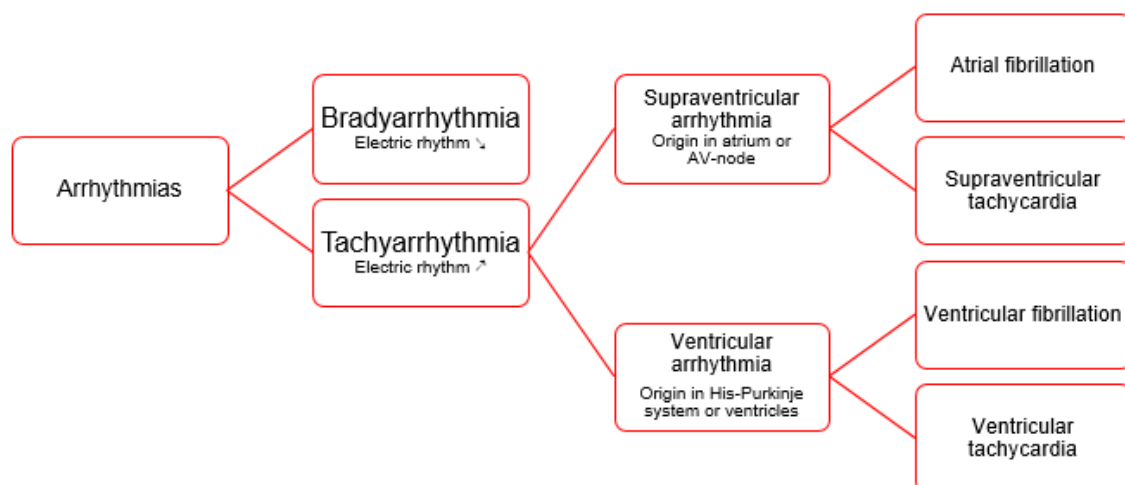 Arrhythmias
Bradyarrhythmia
Electric rhythm ↘
Tachyarrhythmia
Electric rhythm ↗
Supraventricular
arrhythmia
Origin in atrium or
AV-node
Ventricular
arrhythmia
Origin in His-Purkinje
system or ventricles
Atrial fibrillation
Supraventricular
tachycardia
Ventricular fibrillation
Ventricular
tachycardia